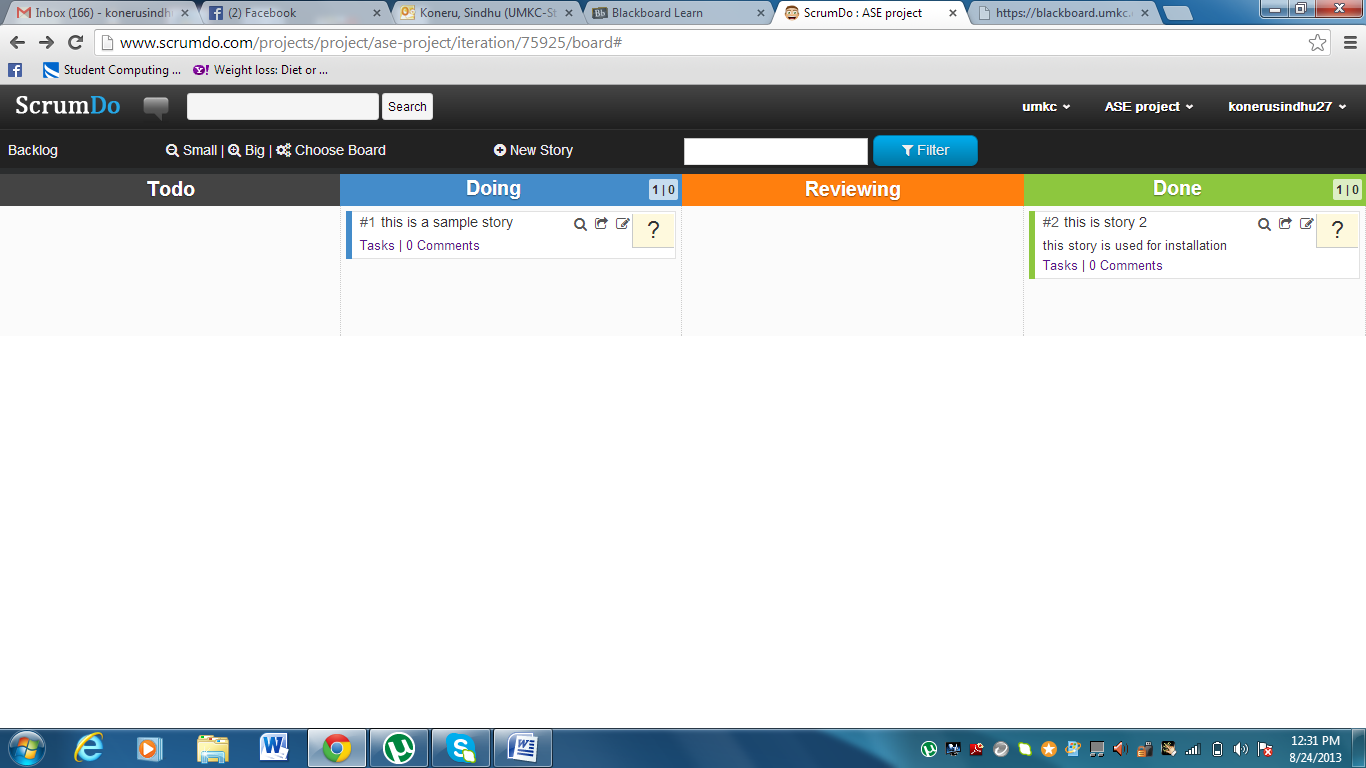 Inbox (166) - konerusindh
(2) Facebook
Koneru, Sindhu (UMKC-St
Blackboard Learn
ScrumDo : ASE project
https://blackboard.umkc.
www.scrumdo.com/projects/project/ase-project/iteration/75925/board#
Student Computing ... Weight loss: Diet or ...
ScrumDo Search umkc ASE project konerusindhu27
Backlog Small | Big | Choose Board New Story Filter
Todo Doing 1 | 0 Reviewing Done 1 | 0
#1 this is a sample story ?
Tasks | 0 Comments
#2 this is story 2 ?
this story is used for installation
Tasks | 0 Comments
12:31 PM
8/24/2013